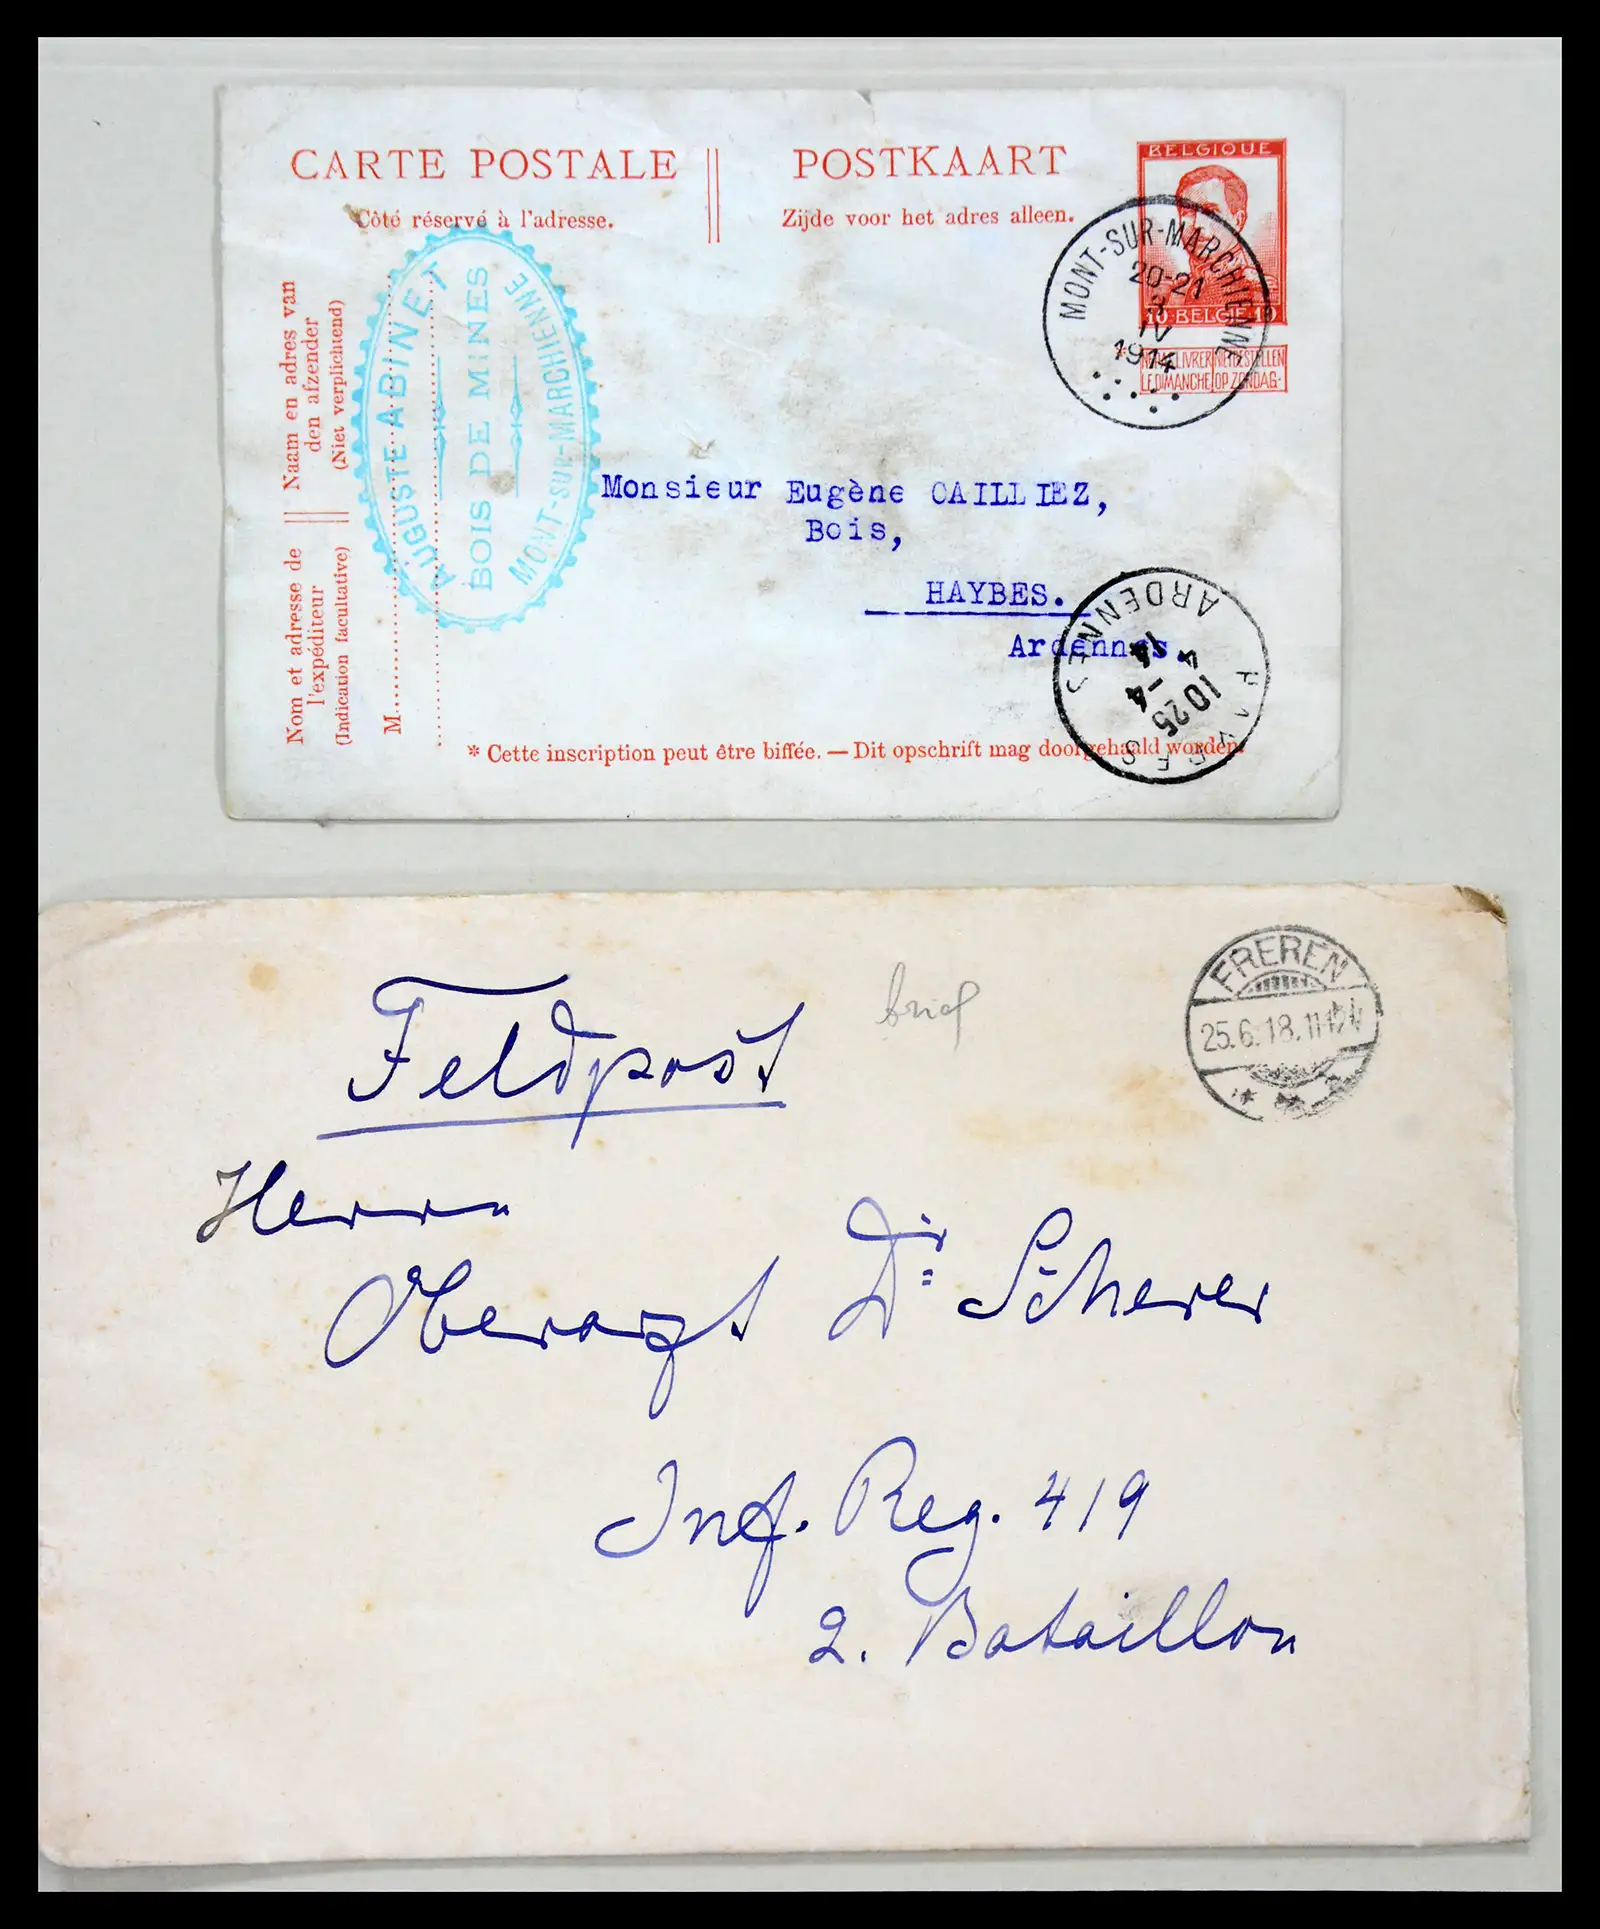 CARTE POSTALE
Côté réservé à l'adresse.
POSTKAART
Zijde voor het adres alleen.
BELGIQUE
10 BELGIE 10
NE PAS LIVRER NIET BESTELLEN
LE DIMANCHE OP ZONDAG.
MONT-SUR-MARCHIENNE
20-21
IV
1914
Naam en adres van
den afzender
(Niet verplichtend)
Nom et adresse de
l'expéditeur
(Indication facultative)
M
AUGUSTE ABINET
BOIS DE MINES
MONT-SUR-MARCHIENNE
Monsieur Eugène CAILLIEZ,
Bois,
HAYBES.
Ardennes.
HAYBES
ARDENNES
10 25
4 - 4
14
* Cette inscription peut être biffée. — Dit opschrift mag doorgehaald worden.
Feldpost
brief
FREREN
25.6.18.11-12
Herrn
Oberarzt Dr. Scherer
Inf. Reg. 419
2. Bataillon